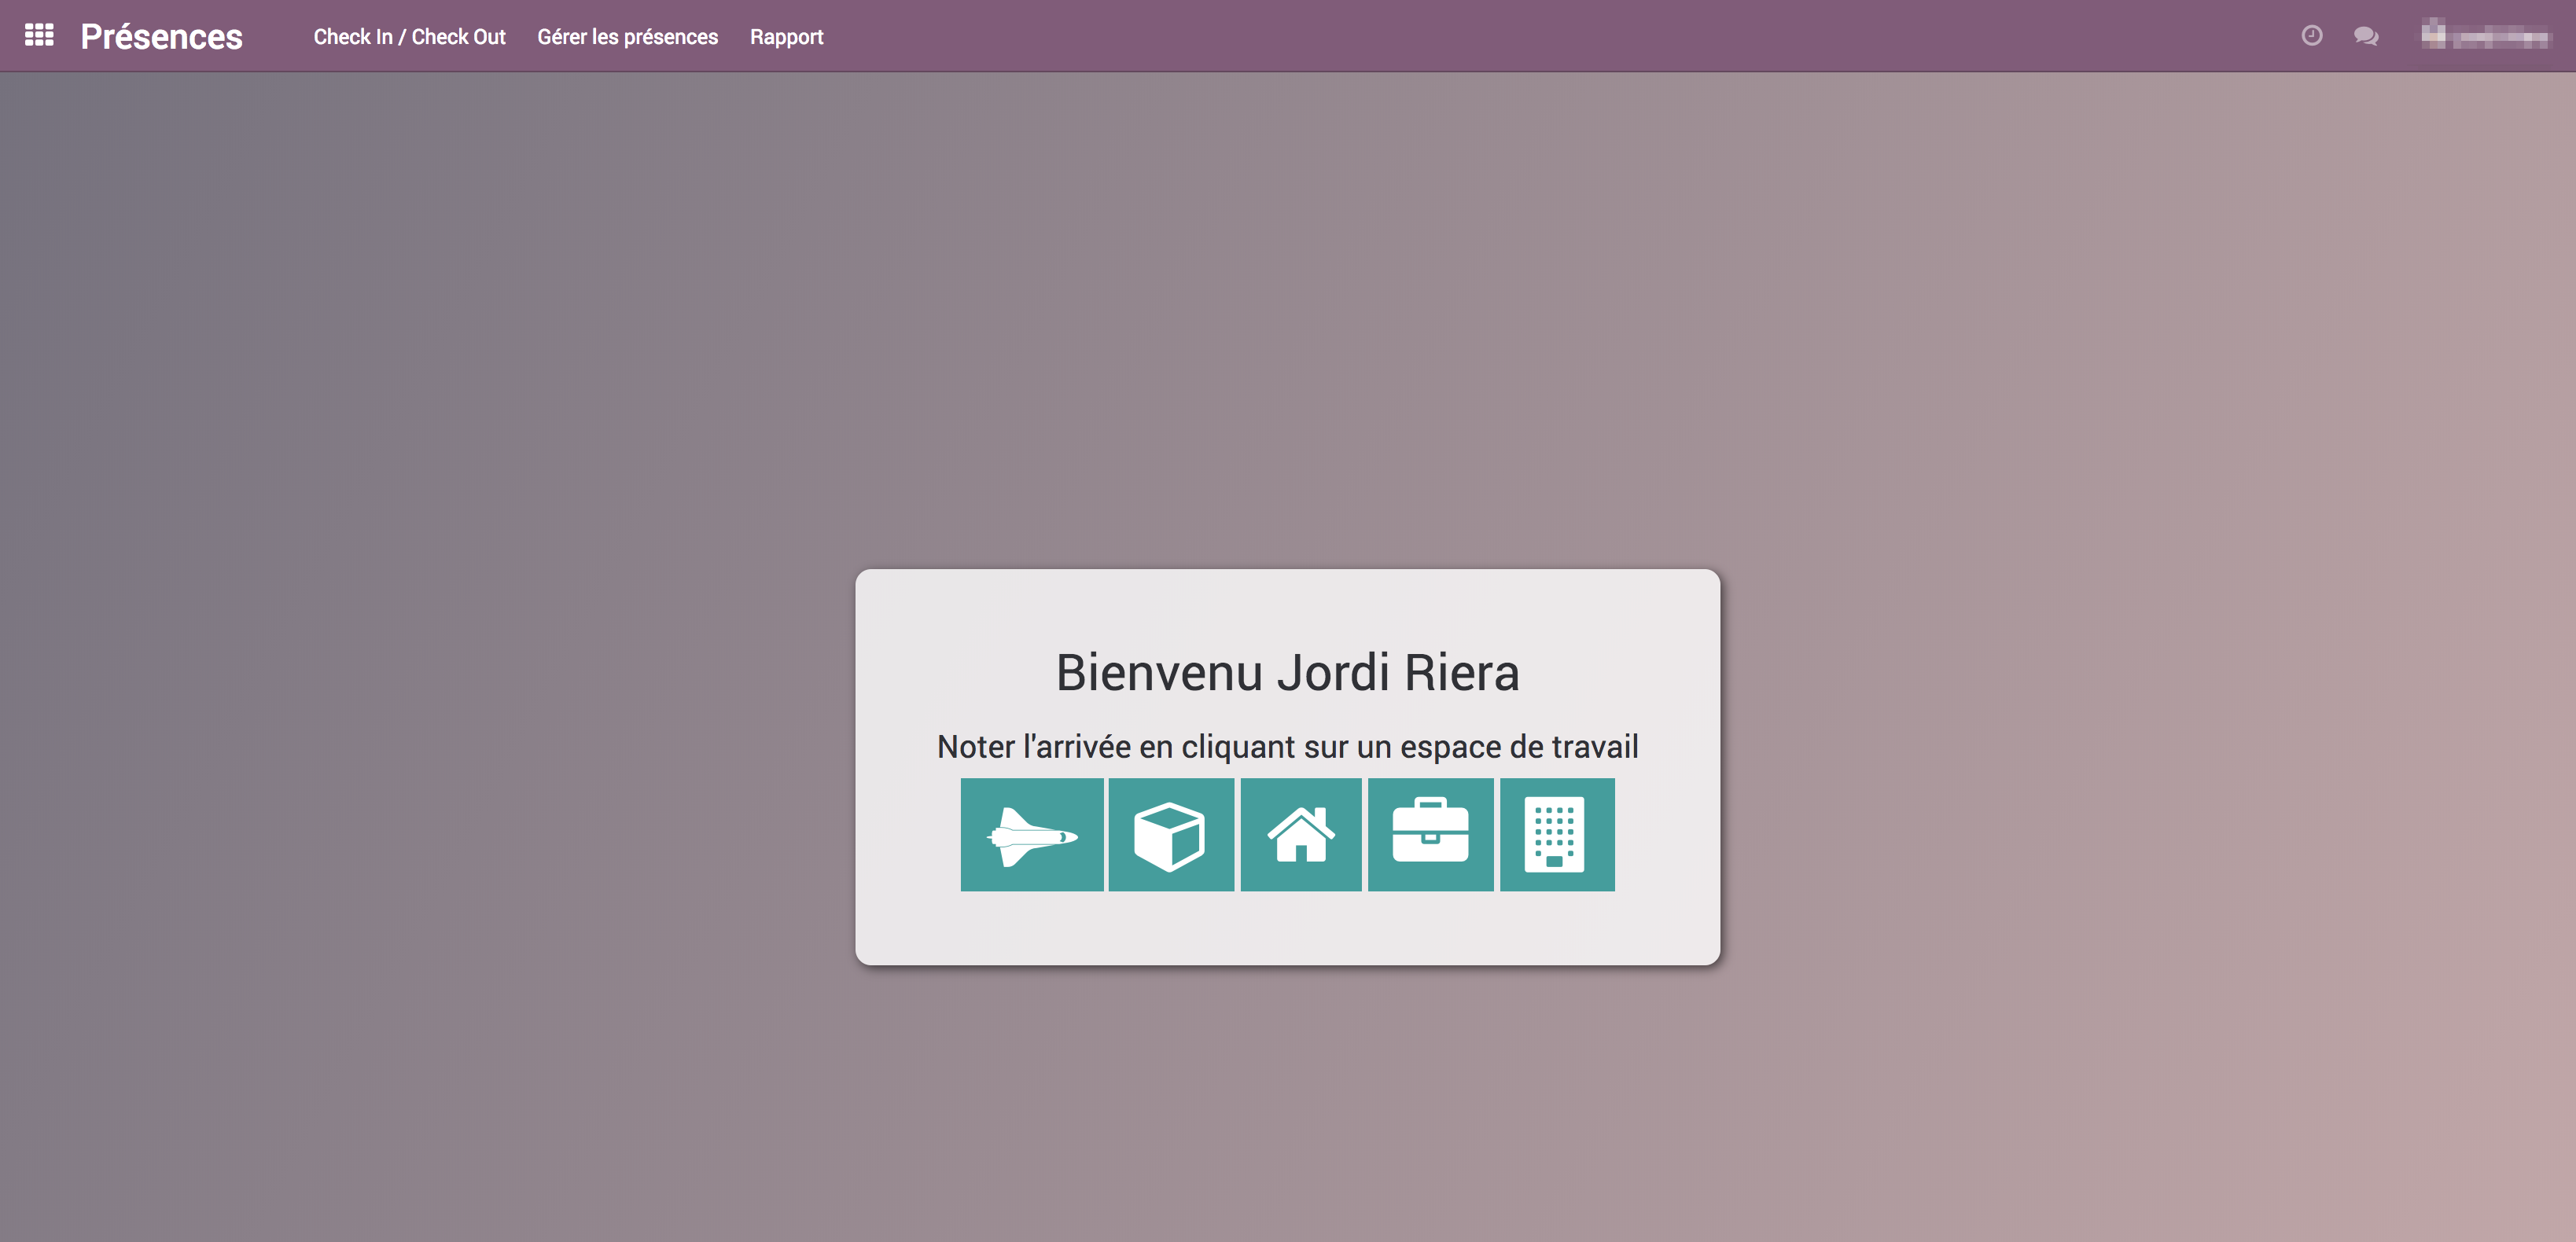 Présences
Check In / Check Out
Gérer les présences
Rapport
Bienvenu Jordi Riera
Noter l'arrivée en cliquant sur un espace de travail